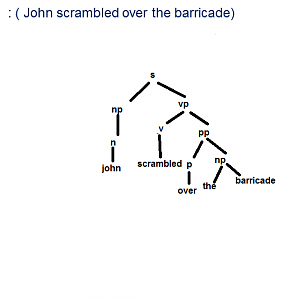 : ( John scrambled over the barricade)
s
np vp
n v pp
john scrambled p np
over the barricade